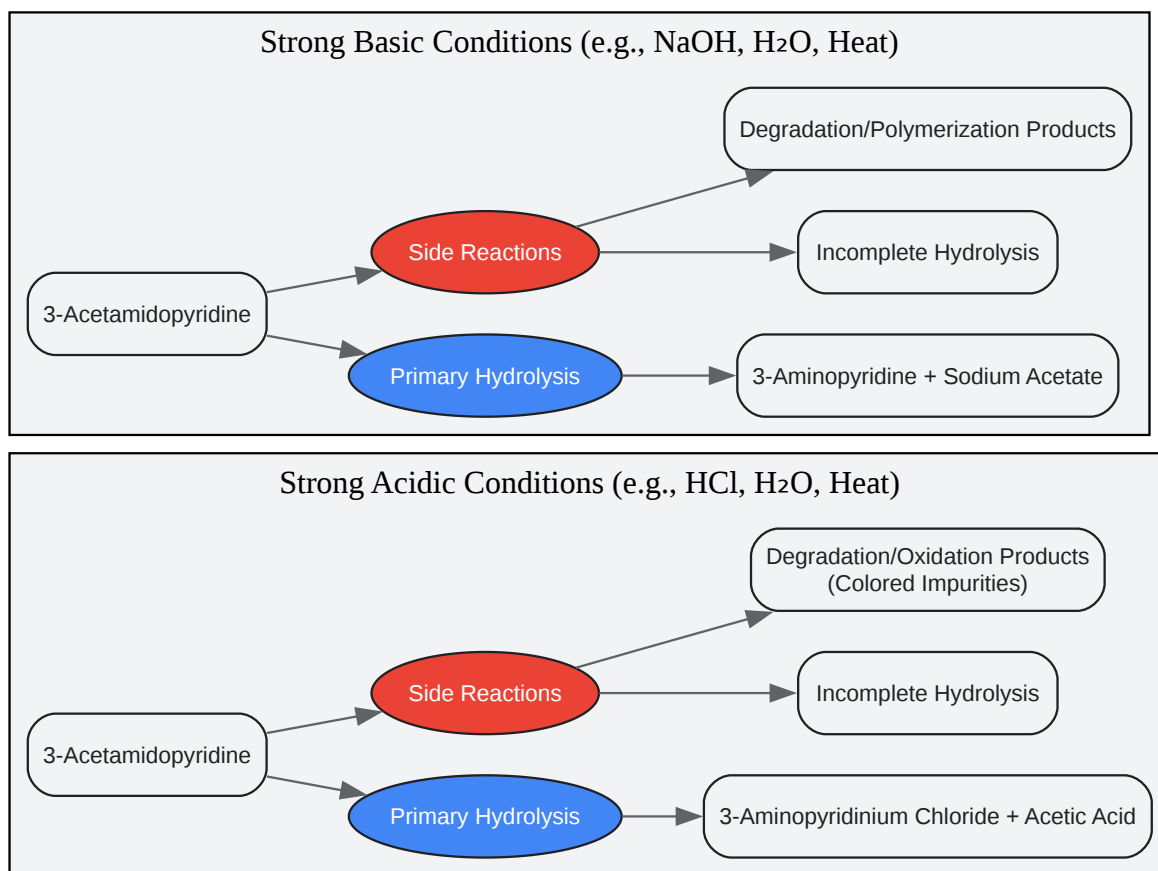 Strong Basic Conditions (e.g., NaOH, H₂O, Heat)
Degradation/Polymerization Products
Side Reactions
Incomplete Hydrolysis
3-Acetamidopyridine
Primary Hydrolysis
3-Aminopyridine + Sodium Acetate
Strong Acidic Conditions (e.g., HCl, H₂O, Heat)
Degradation/Oxidation Products
(Colored Impurities)
Side Reactions
Incomplete Hydrolysis
3-Acetamidopyridine
Primary Hydrolysis
3-Aminopyridinium Chloride + Acetic Acid